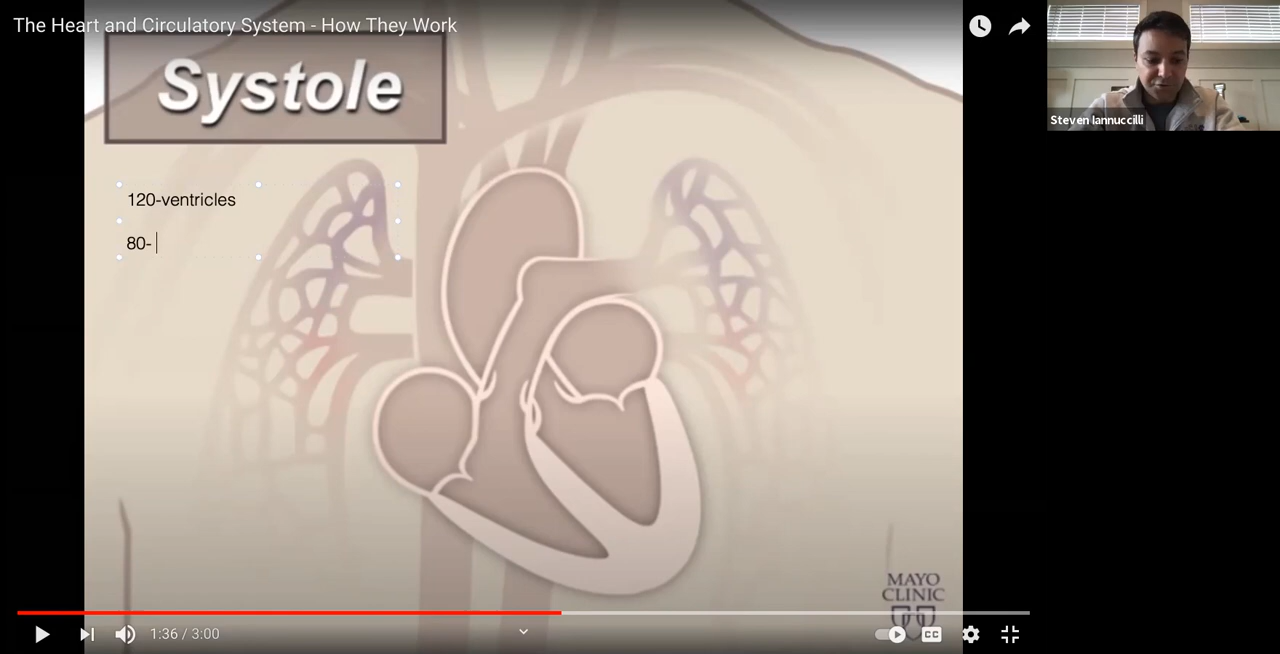 The Heart and Circulatory System - How They Work
Systole
120-ventricles
80-
Steven Iannuccilli
MAYO
CLINIC
1:36 / 3:00
CC